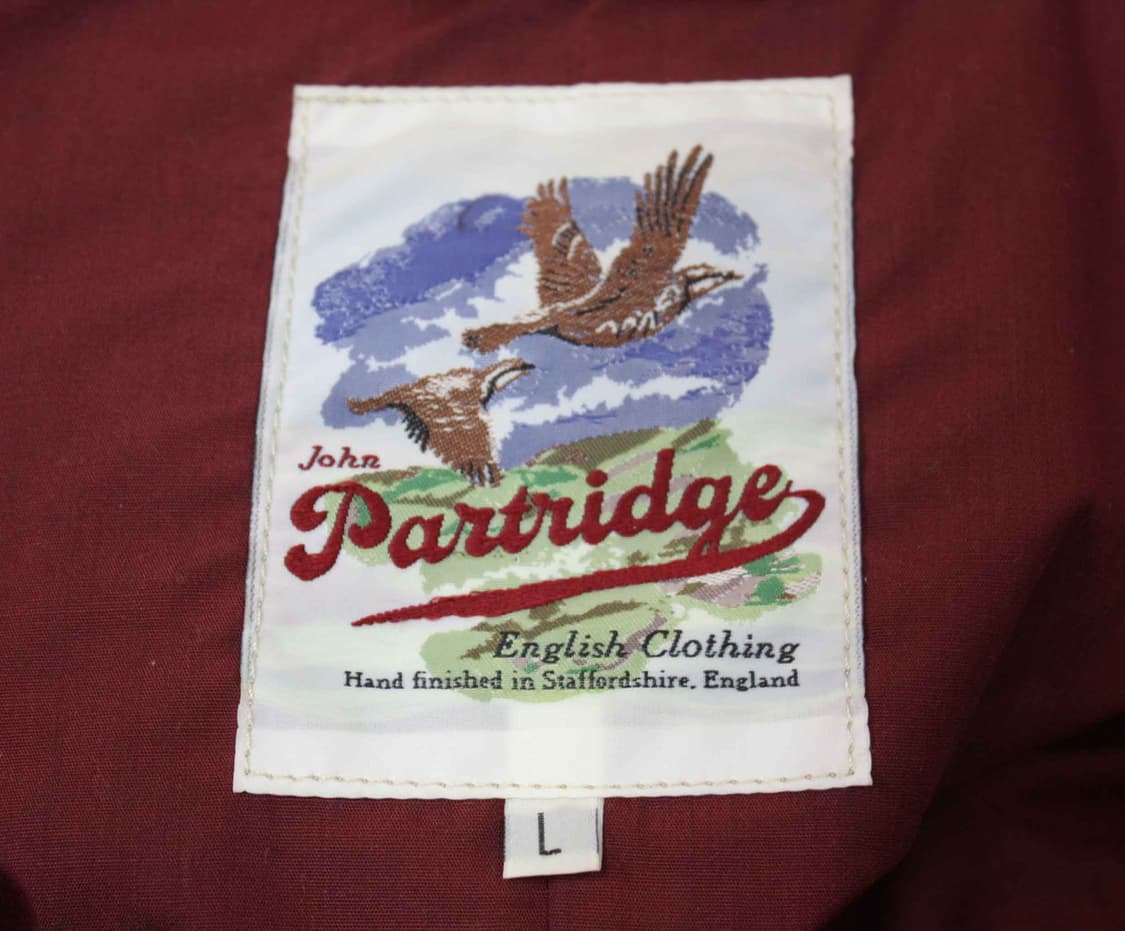 John
Partridge
English Clothing
Hand finished in Staffordshire, England
L